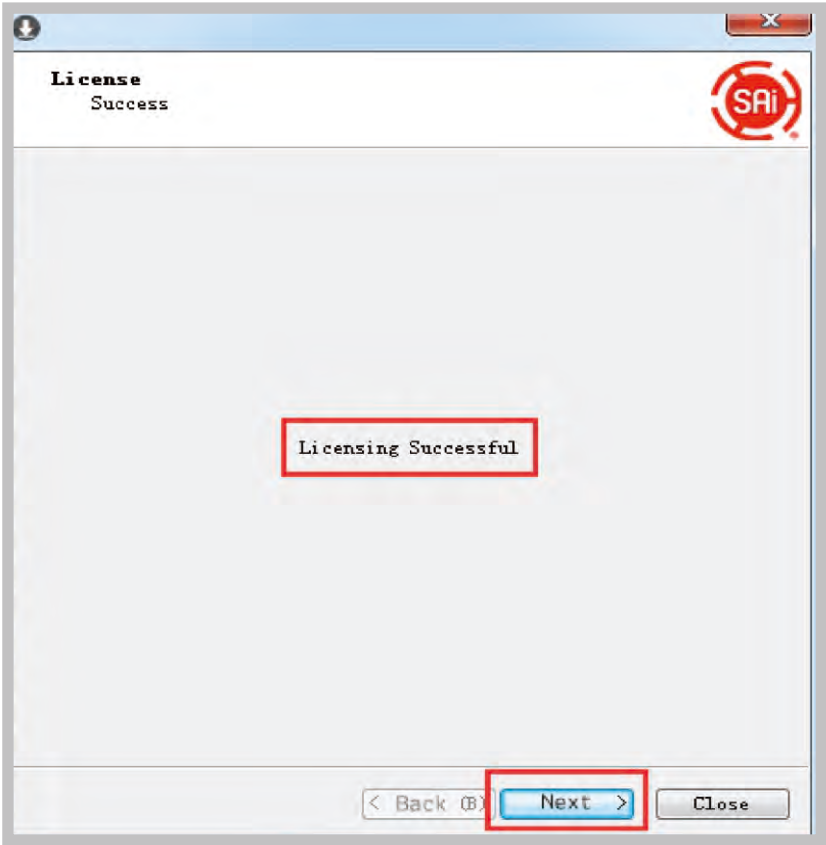 License
Success
SAi
Licensing Successful
< Back (B)
Next >
Close